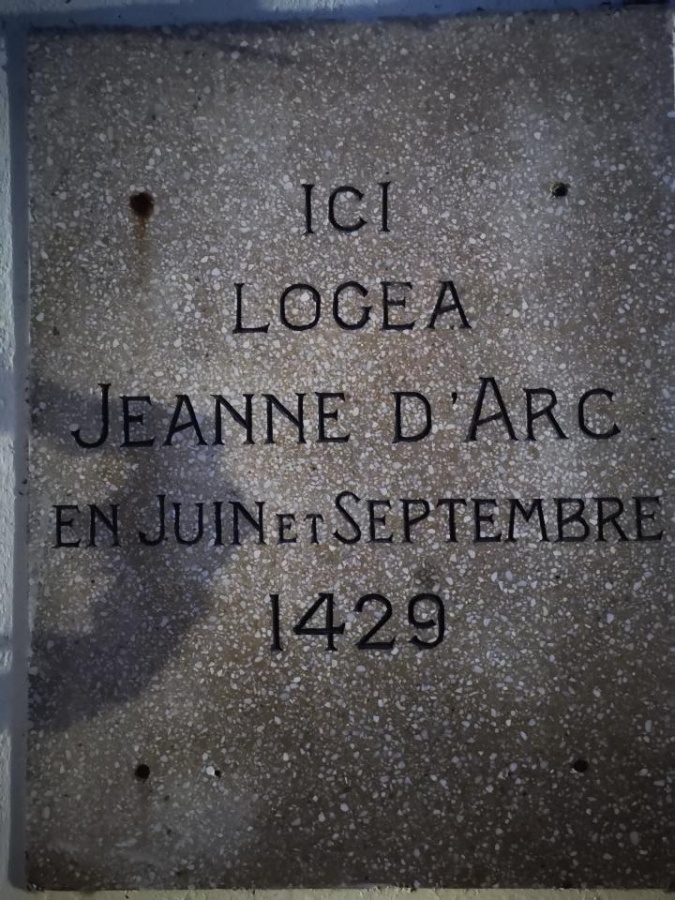 ICI
LOGEA
JEANNE D'ARC
EN JUIN ET SEPTEMBRE
1429